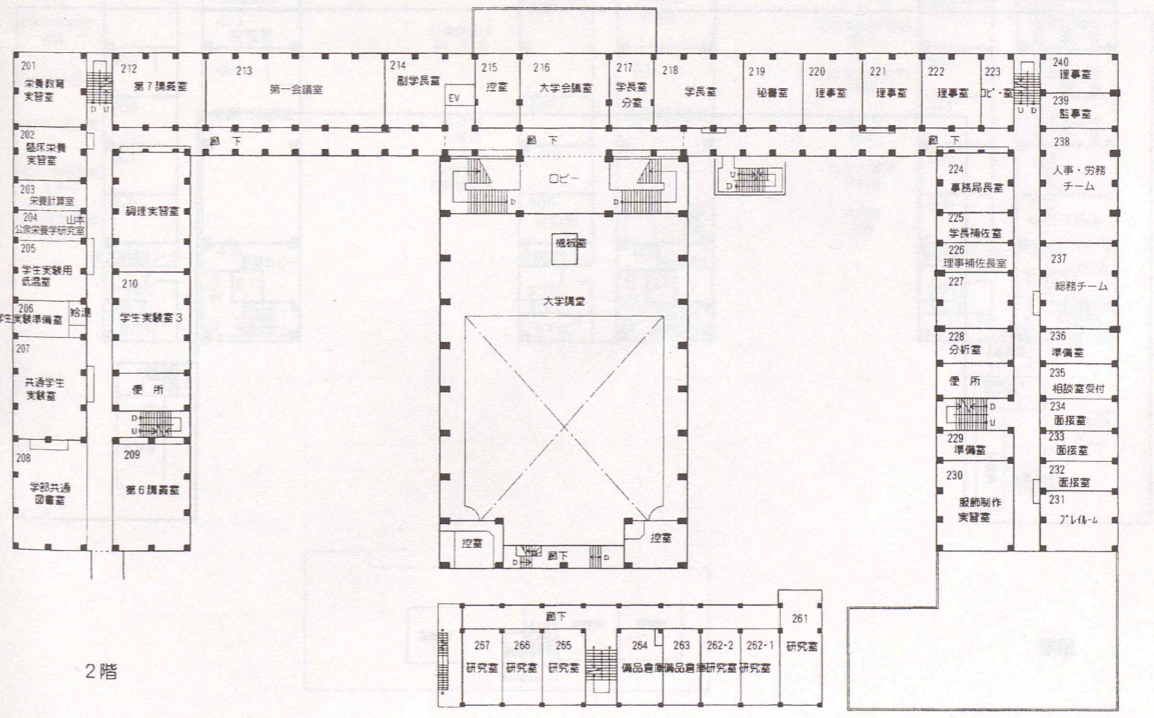 201
栄養教育
実習室
D U
212
第7講義室
213
第一会議室
214
副学長室
EV
215
控室
216
大学会議室
217
学長室
分室
218
学長室
219
秘書室
220
理事室
221
理事室
222
理事室
223
コピー室
U D
240
理事室
239
監事室
廊 下
廊 下
廊 下
202
臨床栄養
実習室
203
栄養計算室
204 山本
公衆栄養学研究室
205
学生実験用
低温室
206
学生実験準備室
給湯
207
共通学生
実験室
208
学部共通
図書室
調理実習室
210
学生実験室3
便 所
D
U
209
第6講義室
ロビー
D
D
U
D
機械室
大学講堂
控室
廊下
D
D
控室
224
事務局長室
225
学長補佐室
226
理事補佐長室
227
228
分析室
便 所
D
U
229
準備室
230
服飾制作
実習室
238
人事・労務
チーム
237
総務チーム
236
準備室
235
相談室受付
234
面接室
233
面接室
232
面接室
231
プレイルーム
廊下
267
研究室
266
研究室
265
研究室
264
備品倉庫
263
備品倉庫
262-2
研究室
262-1
研究室
261
研究室
2階